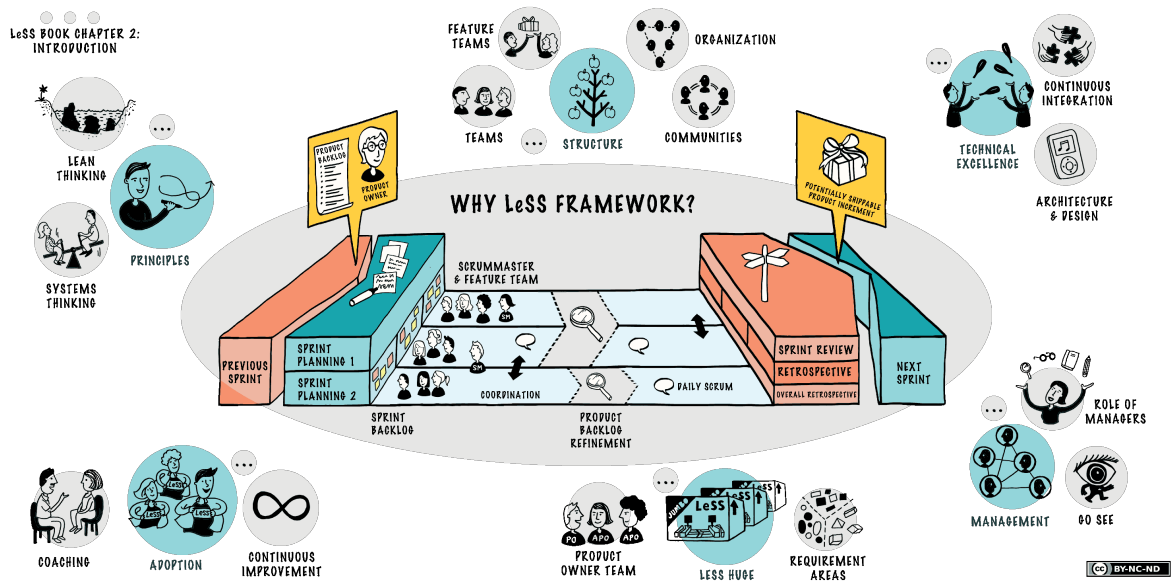 LeSS BOOK CHAPTER 2:
INTRODUCTION
LEAN
THINKING
SYSTEMS
THINKING
PRINCIPLES
FEATURE
TEAMS
ORGANIZATION
TEAMS
STRUCTURE
COMMUNITIES
CONTINUOUS
INTEGRATION
TECHNICAL
EXCELLENCE
ARCHITECTURE
& DESIGN
PRODUCT
BACKLOG
PRODUCT
OWNER
WHY LeSS FRAMEWORK?
POTENTIALLY SHIPPABLE
PRODUCT INCREMENT
SCRUMMASTER
& FEATURE TEAM
SM
PREVIOUS
SPRINT
SPRINT
PLANNING 1
SPRINT
PLANNING 2
SM
COORDINATION
DAILY SCRUM
SPRINT REVIEW
RETROSPECTIVE
OVERALL RETROSPECTIVE
NEXT
SPRINT
SPRINT
BACKLOG
PRODUCT
BACKLOG
REFINEMENT
ROLE OF
MANAGERS
MANAGEMENT
GO SEE
COACHING
LeSS
LeSS
LeSS
ADOPTION
CONTINUOUS
IMPROVEMENT
PO
APO
APO
PRODUCT
OWNER TEAM
JUMBO
LeSS
LeSS
LeSS
LESS HUGE
REQUIREMENT
AREAS
CC BY-NC-ND